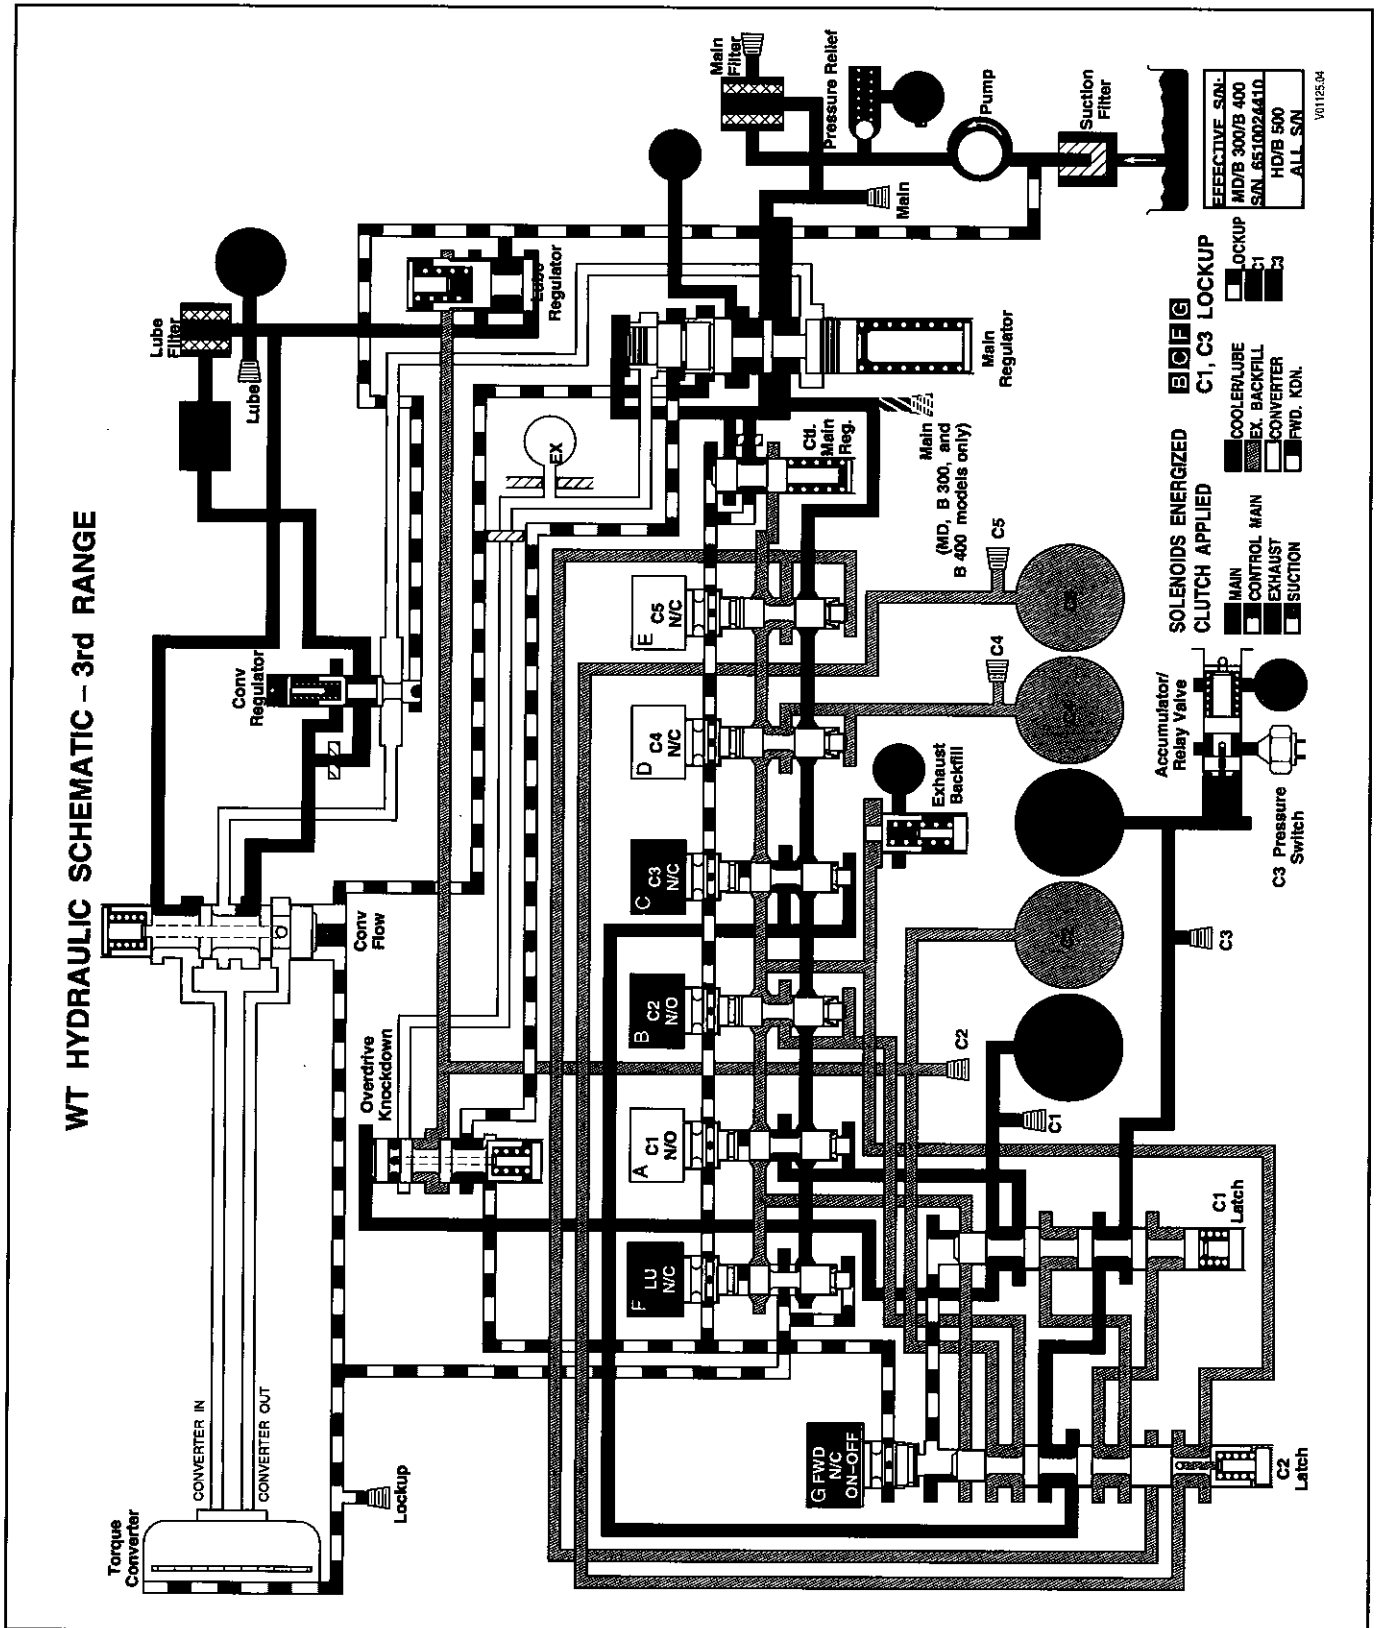 WT HYDRAULIC SCHEMATIC – 3rd RANGE
Torque
Converter
CONVERTER IN
CONVERTER OUT
Lockup
Conv
Flow
Conv
Regulator
Lube
Filter
Lube
Lube
Regulator
Main
Filter
Pressure Relief
Pump
Suction
Filter
Main
Main
Regulator
Overdrive
Knockdown
EX
Ctl.
Main
Reg.
Main
(MD, B 300, and
B 400 models only)
F
LU
N/C
A
C1
N/O
B
C2
N/O
C
C3
N/C
D
C4
N/C
E
C5
N/C
G FWD
N/C
ON–OFF
Exhaust
Backfill
C2
C1
C3
C4
C5
C2
C4
C5
C1
Latch
C2
Latch
Accumulator/
Relay Valve
C3 Pressure
Switch
SOLENOIDS ENERGIZED B C F G
CLUTCH APPLIED C1, C3 LOCKUP
MAIN
CONTROL MAIN
EXHAUST
SUCTION
COOLER/LUBE
EX. BACKFILL
CONVERTER
FWD. KDN.
LOCKUP
C1
C3
EFFECTIVE S/N:
MD/B 300/B 400
S/N 6510024410
HD/B 500
ALL S/N
V01125.04